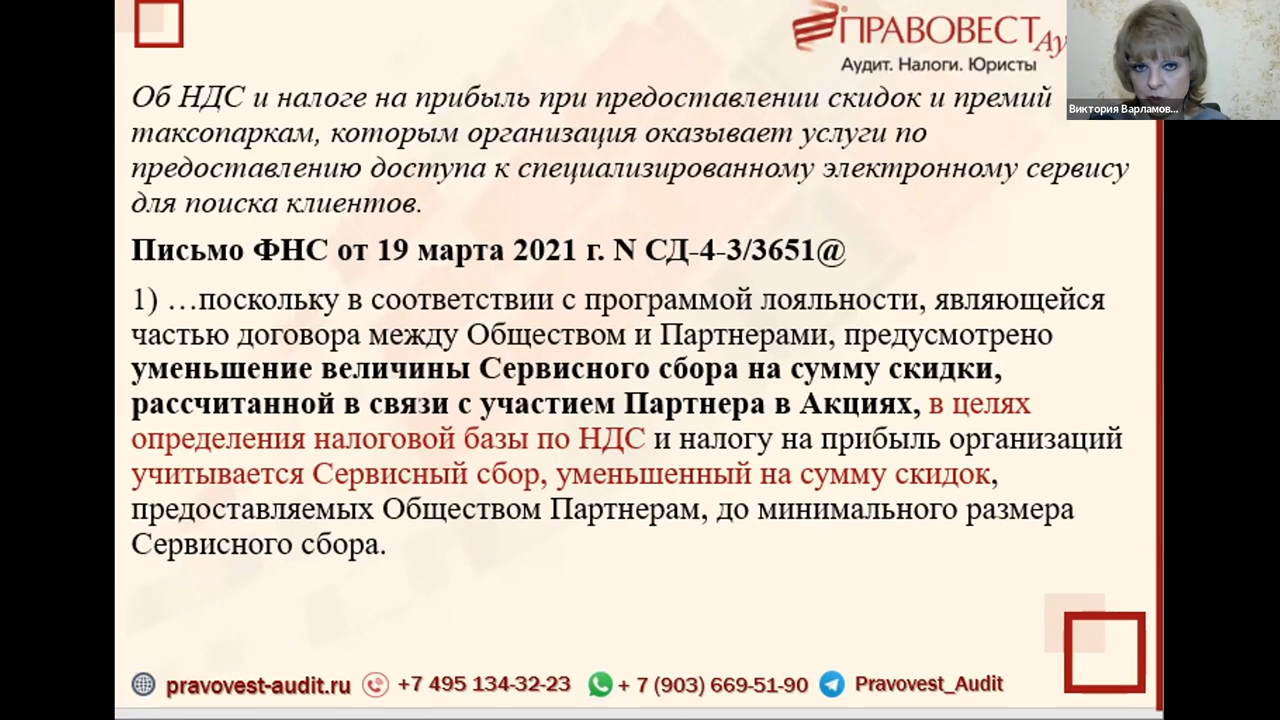 ПРАВОВЕСТ Ау
Аудит. Налоги. Юристы
Виктория Варламов...
Об НДС и налоге на прибыль при предоставлении скидок и премий
таксопаркам, которым организация оказывает услуги по
предоставлению доступа к специализированному электронному сервису
для поиска клиентов.
Письмо ФНС от 19 марта 2021 г. N СД-4-3/3651@
1) …поскольку в соответствии с программой лояльности, являющейся
частью договора между Обществом и Партнерами, предусмотрено
уменьшение величины Сервисного сбора на сумму скидки,
рассчитанной в связи с участием Партнера в Акциях, в целях
определения налоговой базы по НДС и налогу на прибыль организаций
учитывается Сервисный сбор, уменьшенный на сумму скидок,
предоставляемых Обществом Партнерам, до минимального размера
Сервисного сбора.
pravovest-audit.ru +7 495 134-32-23 + 7 (903) 669-51-90 Pravovest_Audit